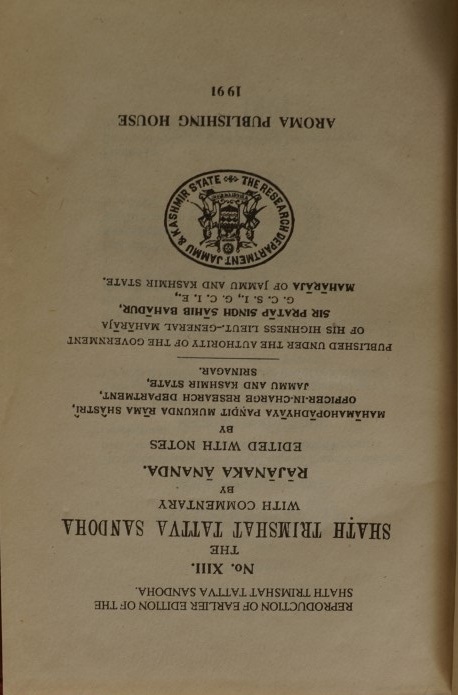 REPRODUCTION OF EARLIER EDITION OF THE
SHATH TRIMSHAT TATTVA SANDOHA.
No. XIII.
THE
SHAṬH TRIMSHAT TATTVA SANDOHA
WITH COMMENTARY
BY
RĀJĀNAKA ĀNANDA.
EDITED WITH NOTES
BY
MAHĀMAHOPĀDHYĀYA PAṆḌIT MUKUNDA RĀMA SHĀSTRĪ,
OFFICER-IN-CHARGE RESEARCH DEPARTMENT,
JAMMU AND KASHMIR STATE,
SRINAGAR.
PUBLISHED UNDER THE AUTHORITY OF THE GOVERNMENT
OF HIS HIGHNESS LIEUT.-GENERAL MAHĀRĀJA
SIR PRATĀP SINGH SĀHIB BAHĀDUR,
G. C. S. I., G. C. I. E.,
MAHĀRĀJA OF JAMMU AND KASHMIR STATE.
THE RESEARCH DEPARTMENT JAMMU & KASHMIR STATE
AROMA PUBLISHING HOUSE
1991